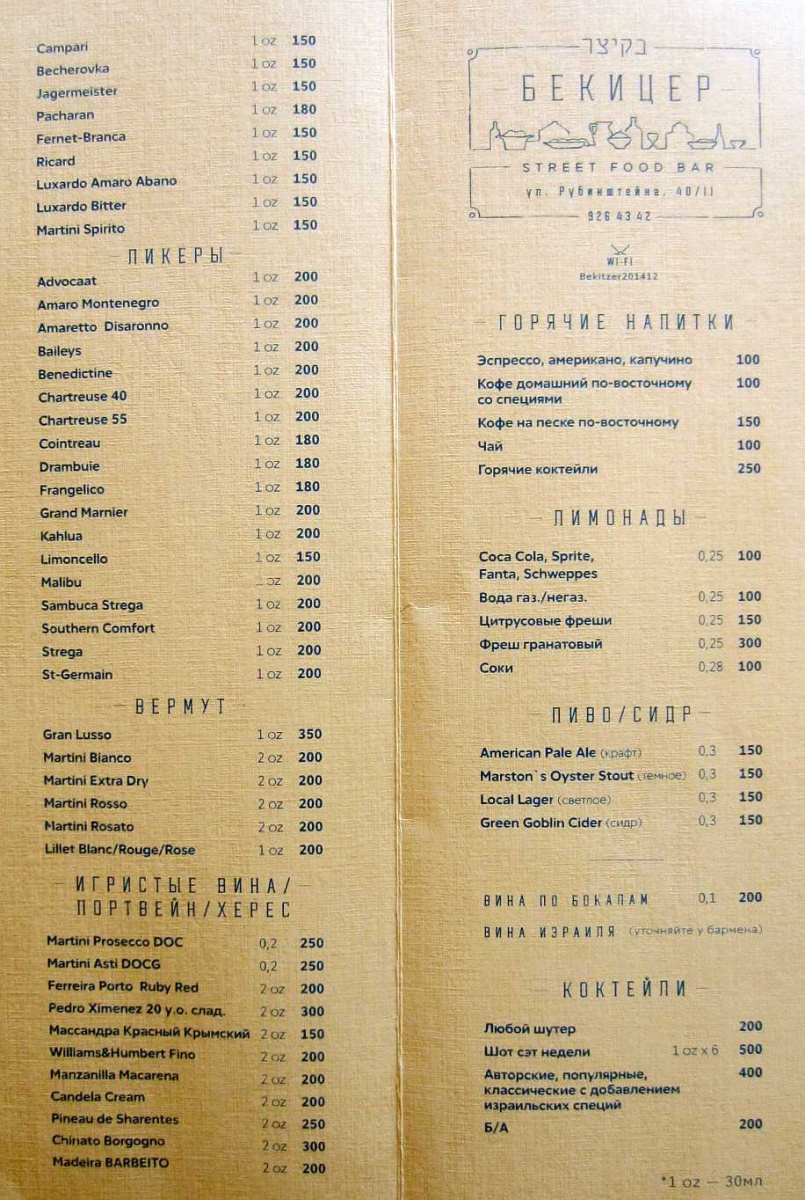 Campari 1 oz 150
Becherovka 1 oz 150
Jagermeister 1 oz 150
Pacharan 1 oz 180
Fernet-Branca 1 oz 150
Ricard 1 oz 150
Luxardo Amaro Abano 1 oz 150
Luxardo Bitter 1 oz 150
Martini Spirito 1 oz 150
ЛИКЕРЫ
Advocaat 1 oz 200
Amaro Montenegro 1 oz 200
Amaretto Disaronno 1 oz 200
Baileys 1 oz 200
Benedictine 1 oz 200
Chartreuse 40 1 oz 200
Chartreuse 55 1 oz 200
Cointreau 1 oz 180
Drambuie 1 oz 180
Frangelico 1 oz 180
Grand Marnier 1 oz 200
Kahlua 1 oz 200
Limoncello 1 oz 150
Malibu oz 200
Sambuca Strega 1 oz 200
Southern Comfort 1 oz 200
Strega 1 oz 200
St-Germain 1 oz 200
ВЕРМУТ
Gran Lusso 1 oz 350
Martini Bianco 2 oz 200
Martini Extra Dry 2 oz 200
Martini Rosso 2 oz 200
Martini Rosato 2 oz 200
Lillet Blanc/Rouge/Rose 1 oz 200
ИГРИСТЫЕ ВИНА/
ПОРТВЕЙН/ХЕРЕС
Martini Prosecco DOC 0,2 250
Martini Asti DOCG 0,2 250
Ferreira Porto Ruby Red 2 oz 200
Pedro Ximenez 20 y.o. слад. 2 oz 300
Массандра Красный Крымский 2 oz 150
Williams&Humbert Fino 2 oz 200
Manzanilla Macarena 2 oz 200
Candela Cream 2 oz 200
Pineau de Sharentes 2 oz 250
Chinato Borgogno 2 oz 300
Madeira BARBEITO 2 oz 200
בקיצר
БЕКИЦЕР
STREET FOOD BAR
ул. Рубинштейна. 40/11
926 43 42
WI-FI
Bekitzer201412
ГОРЯЧИЕ НАПИТКИ
Эспрессо, американо, капучино 100
Кофе домашний по-восточному 100
со специями
Кофе на песке по-восточному 150
Чай 100
Горячие коктейли 250
ЛИМОНАДЫ
Coca Cola, Sprite, 0,25 100
Fanta, Schweppes
Вода газ./негаз. 0,25 100
Цитрусовые фреши 0,25 150
Фреш гранатовый 0,25 300
Соки 0,28 100
ПИВО/СИДР
American Pale Ale (крафт) 0,3 150
Marston`s Oyster Stout (темное) 0,3 150
Local Lager (светлое) 0,3 150
Green Goblin Cider (сидр) 0,3 150
ВИНА ПО БОКАЛАМ 0,1 200
ВИНА ИЗРАИЛЯ (уточняйте у бармена)
КОКТЕЙЛИ
Любой шутер 200
Шот сэт недели 1 oz x 6 500
Авторские, популярные, 400
классические с добавлением
израильских специй
Б/А 200
*1 oz — 30мл